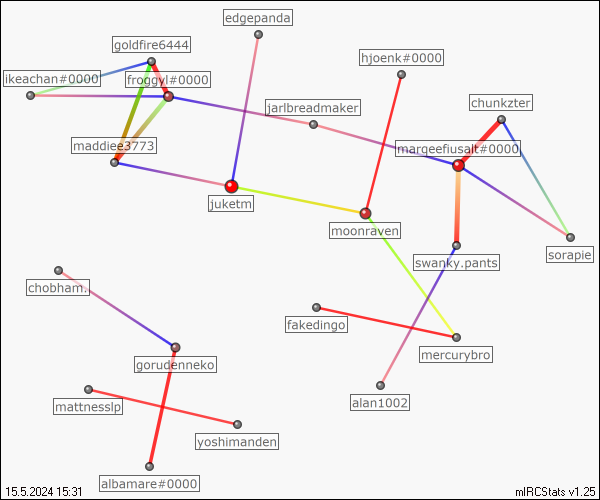 edgepanda
goldfire6444
hjoenk#0000
ikeachan#0000
froggyl#0000
chunkzter
jarlbreadmaker
maddiee3773
margeefiusalt#0000
juketm
moonraven
sorapie
swanky.pants
chobham.
fakedingo
mercurybro
gorudenneko
alan1002
mattnesslp
yoshimanden
albamare#0000
15.5.2024 15:31
mIRCStats v1.25